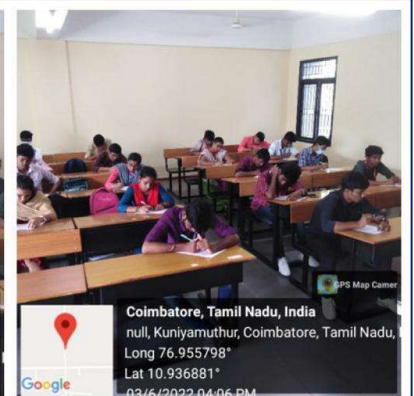 GPS Map Camer
Coimbatore, Tamil Nadu, India
null, Kuniyamuthur, Coimbatore, Tamil Nadu, I
Long 76.955798°
Lat 10.936881°
03/6/2022 04:06 PM
Google